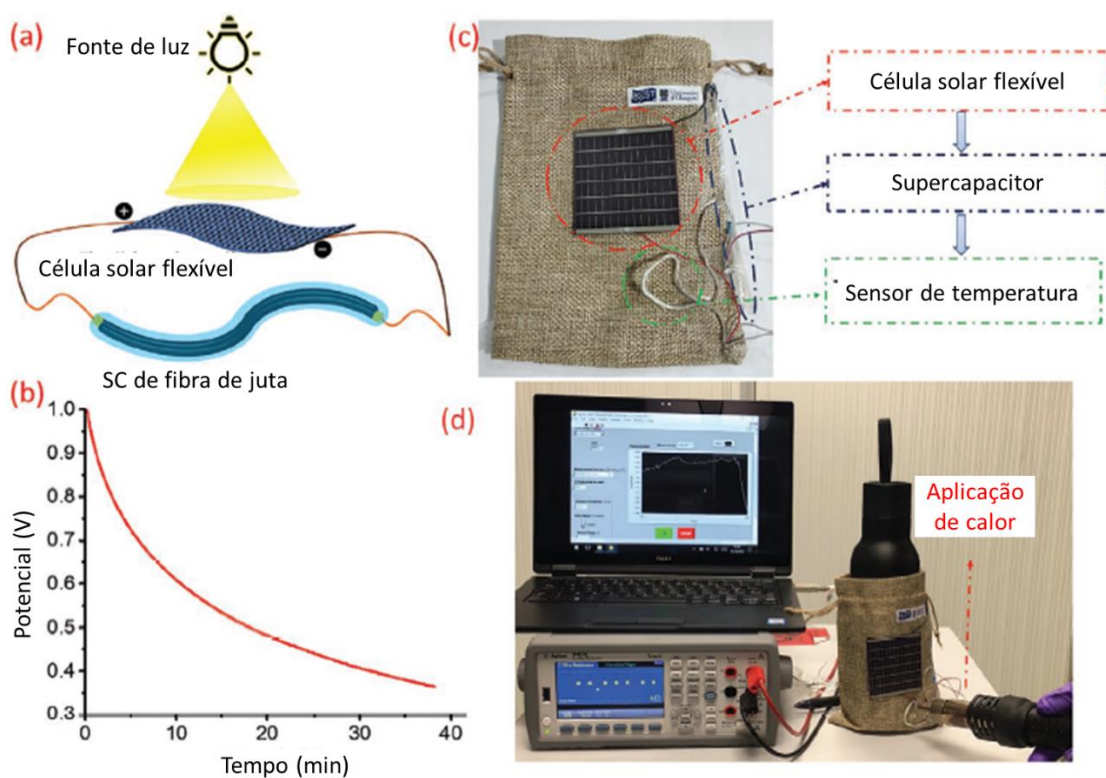 (a)
Fonte de luz
+
−
Célula solar flexível
SC de fibra de juta
(b)
1.0
0.9
0.8
0.7
0.6
0.5
0.4
0.3
Potencial (V)
0
10
20
30
40
Tempo (min)
(c)
Célula solar flexível
Supercapacitor
Sensor de temperatura
(d)
Aplicação
de calor